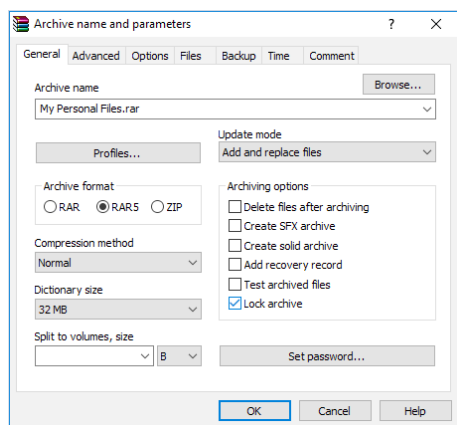 Archive name and parameters ?
General Advanced Options Files Backup Time Comment
Archive name
Browse...
My Personal Files.rar
Profiles...
Update mode
Add and replace files
Archive format
RAR RAR5 ZIP
Compression method
Normal
Dictionary size
32 MB
Split to volumes, size
B
Archiving options
Delete files after archiving
Create SFX archive
Create solid archive
Add recovery record
Test archived files
Lock archive
Set password...
OK Cancel Help